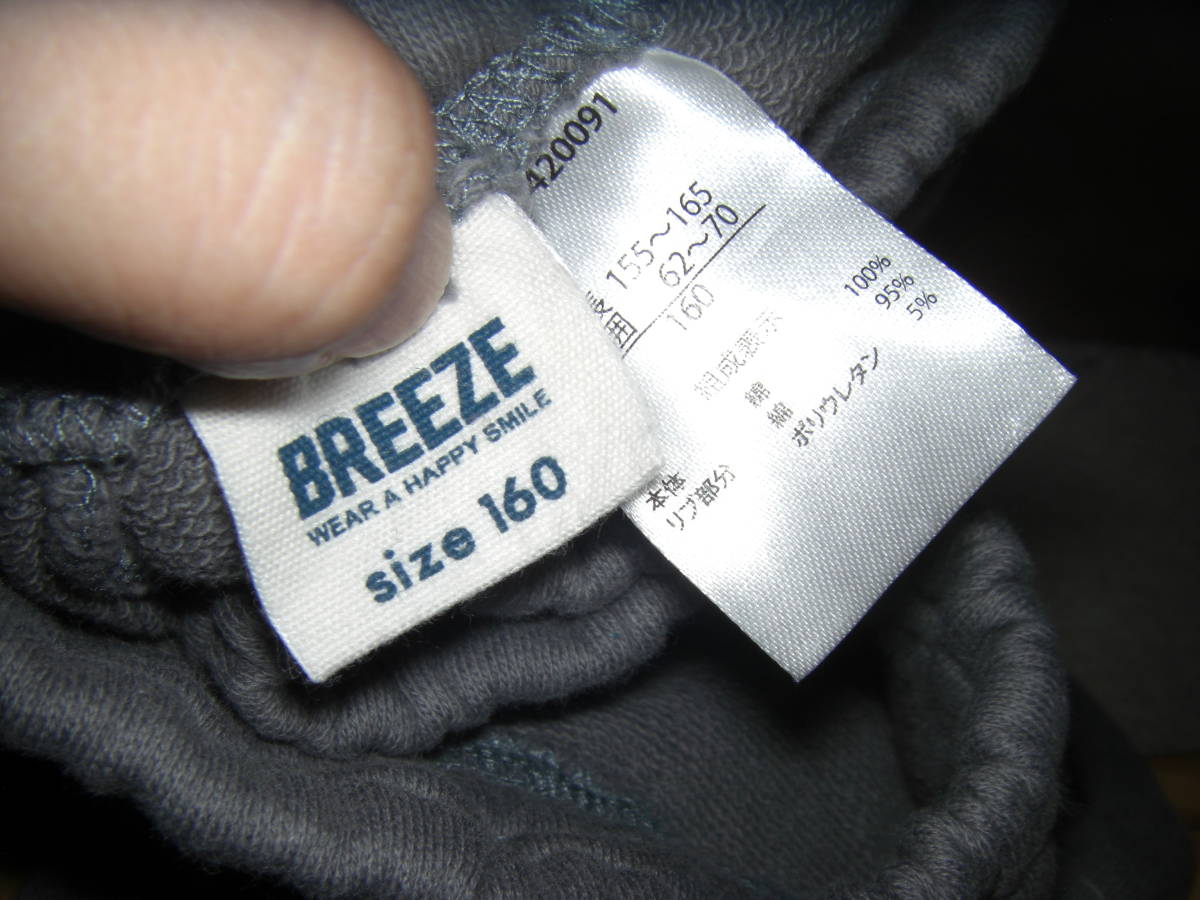 BREEZE
WEAR A HAPPY SMILE
size 160
420091
155～165
囲 62～70
160
組成表示
本体 綿 100%
リブ部分 綿 95%
ポリウレタン 5%